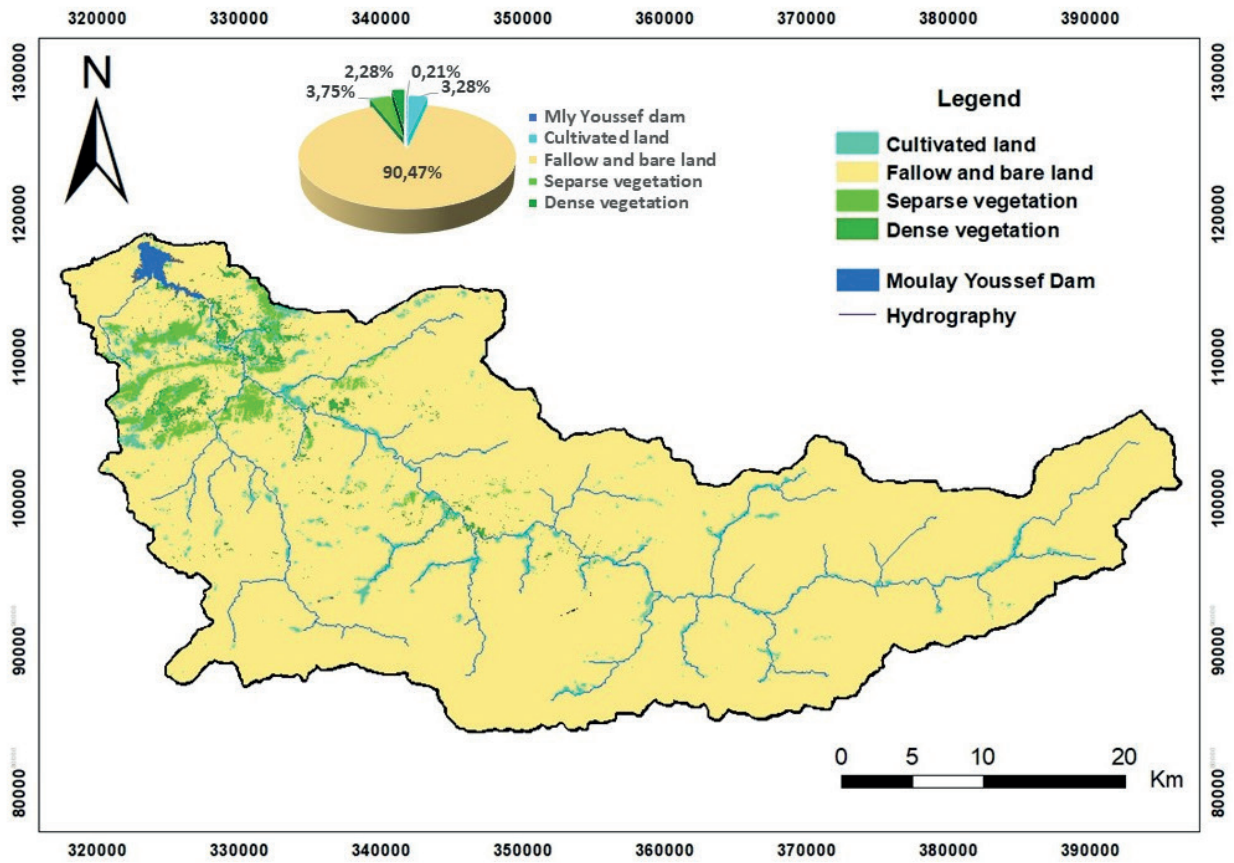 320000 330000 340000 350000 360000 370000 380000 390000
130000
120000
110000
100000
90000
80000
N
2,28%
0,21%
3,75%
3,28%
90,47%
Mly Youssef dam
Cultivated land
Fallow and bare land
Separse vegetation
Dense vegetation
Legend
Cultivated land
Fallow and bare land
Separse vegetation
Dense vegetation
Moulay Youssef Dam
Hydrography
0 5 10 20
Km
130000
120000
110000
100000
90000
80000
320000 330000 340000 350000 360000 370000 380000 390000